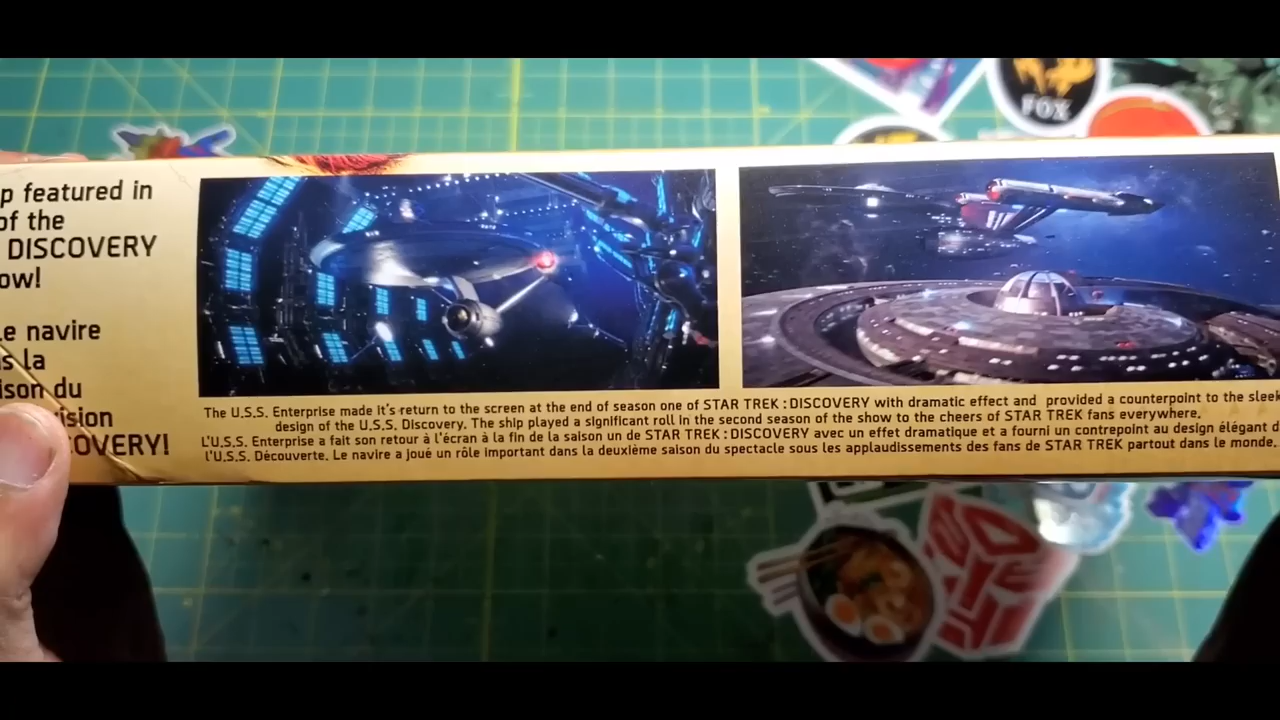 FOX
p featured in
of the
DISCOVERY
ow!
Le navire
s la
ison du
vision
COVERY!
The U.S.S. Enterprise made it's return to the screen at the end of season one of STAR TREK : DISCOVERY with dramatic effect and provided a counterpoint to the sleek
design of the U.S.S. Discovery. The ship played a significant roll in the second season of the show to the cheers of STAR TREK fans everywhere.
L'U.S.S. Enterprise a fait son retour à l'écran à la fin de la saison un de STAR TREK : DISCOVERY avec un effet dramatique et a fourni un contrepoint au design élégant d
l'U.S.S. Découverte. Le navire a joué un rôle important dans la deuxième saison du spectacle sous les applaudissements des fans de STAR TREK partout dans le monde.